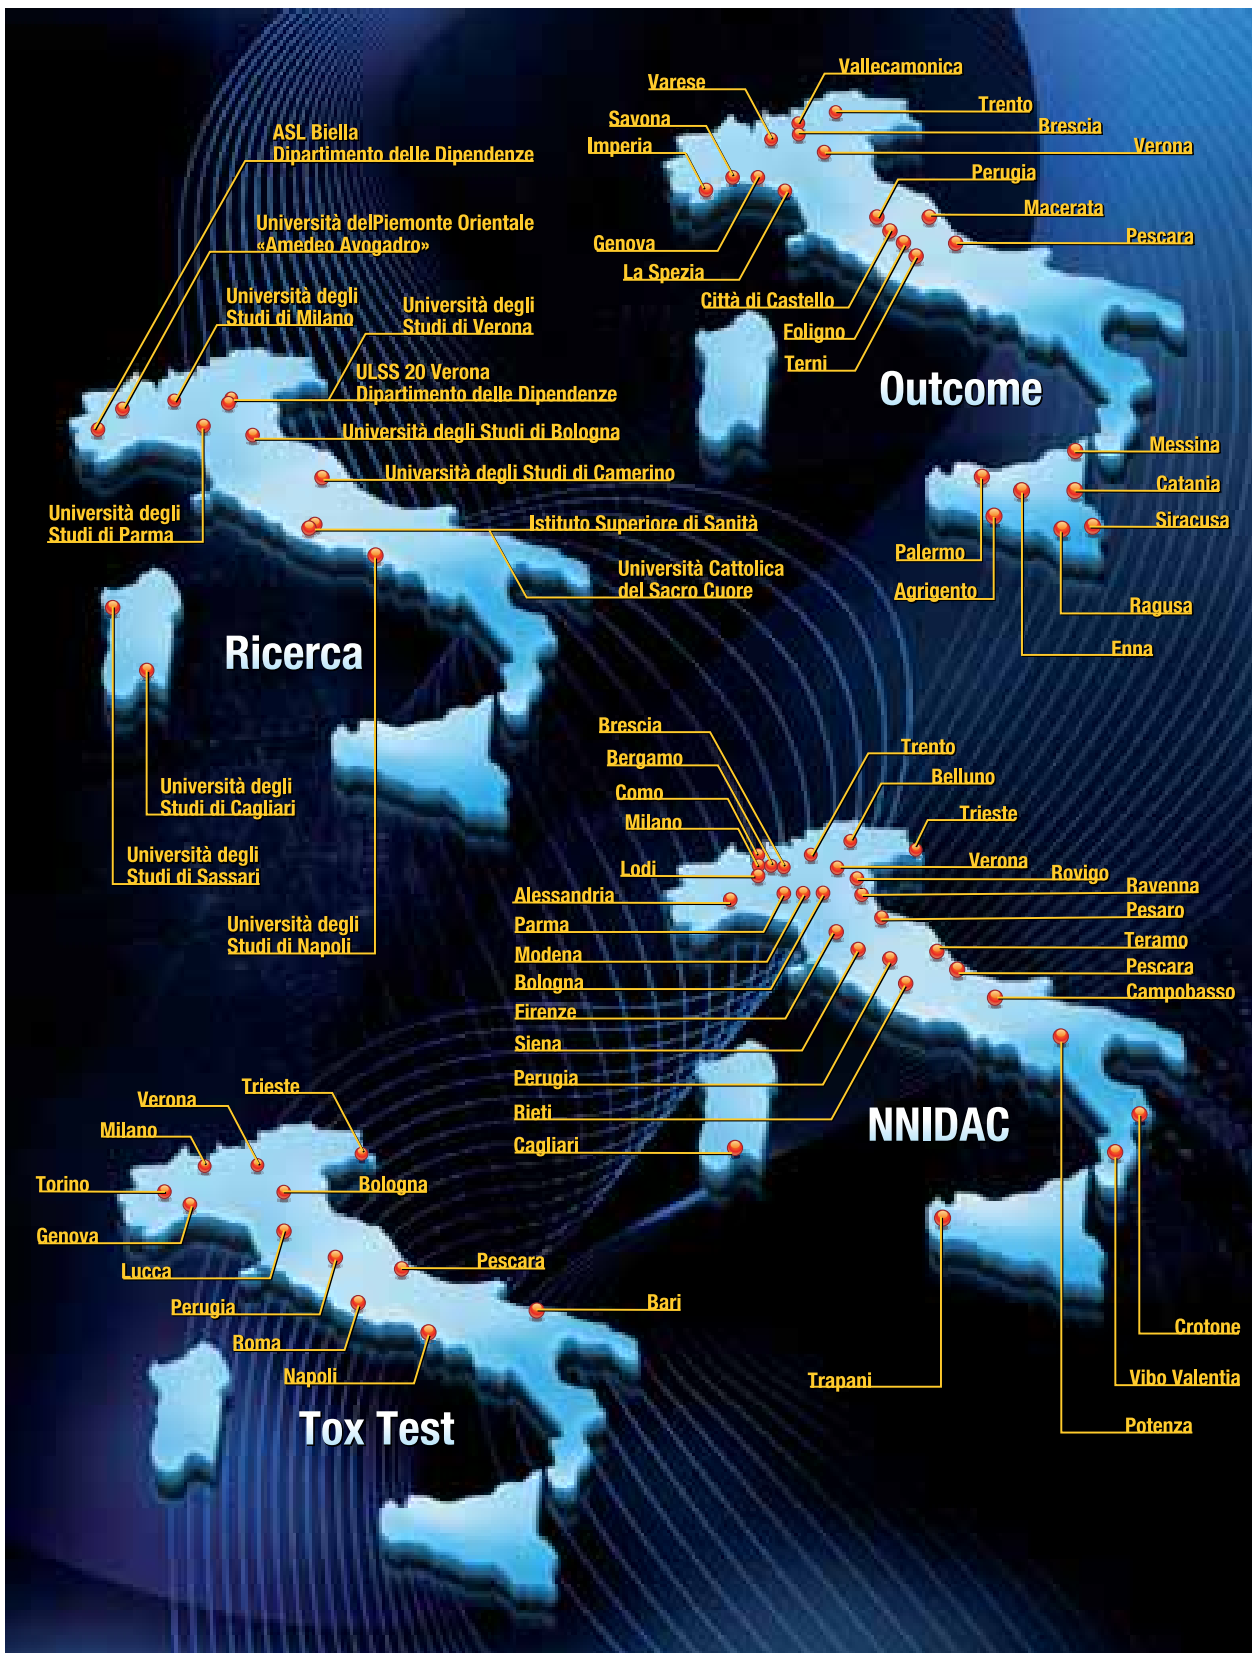 ASL Biella
Dipartimento delle Dipendenze
Università delPiemonte Orientale
«Amedeo Avogadro»
Università degli
Studi di Milano
Università degli
Studi di Verona
ULSS 20 Verona
Dipartimento delle Dipendenze
Università degli Studi di Bologna
Università degli Studi di Camerino
Università degli
Studi di Parma
Istituto Superiore di Sanità
Università Cattolica
del Sacro Cuore
Ricerca
Università degli
Studi di Cagliari
Università degli
Studi di Sassari
Università degli
Studi di Napoli
Vallecamonica
Varese
Trento
Savona
Brescia
Imperia
Verona
Perugia
Macerata
Genova
Pescara
La Spezia
Città di Castello
Foligno
Terni
Outcome
Messina
Catania
Siracusa
Palermo
Agrigento
Ragusa
Enna
Brescia
Trento
Bergamo
Belluno
Como
Trieste
Milano
Lodi
Verona
Rovigo
Alessandria
Ravenna
Parma
Pesaro
Modena
Teramo
Bologna
Pescara
Firenze
Campobasso
Siena
Perugia
Rieti
NNIDAC
Cagliari
Crotone
Trapani
Vibo Valentia
Potenza
Trieste
Verona
Milano
Torino
Bologna
Genova
Lucca
Pescara
Perugia
Bari
Roma
Napoli
Tox Test